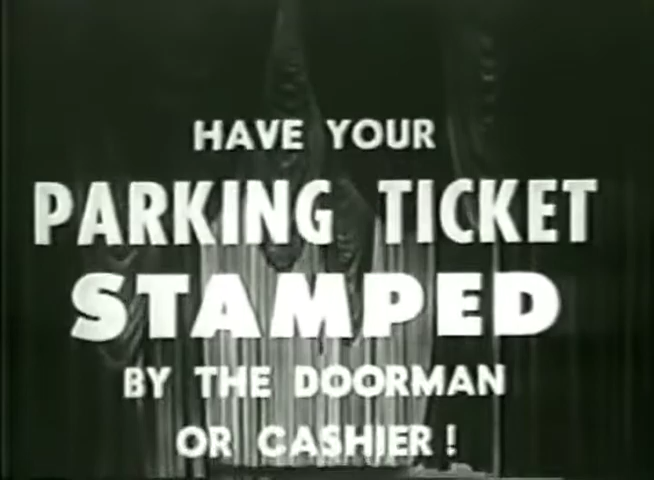 HAVE YOUR
PARKING TICKET
STAMPED
BY THE DOORMAN
OR CASHIER!